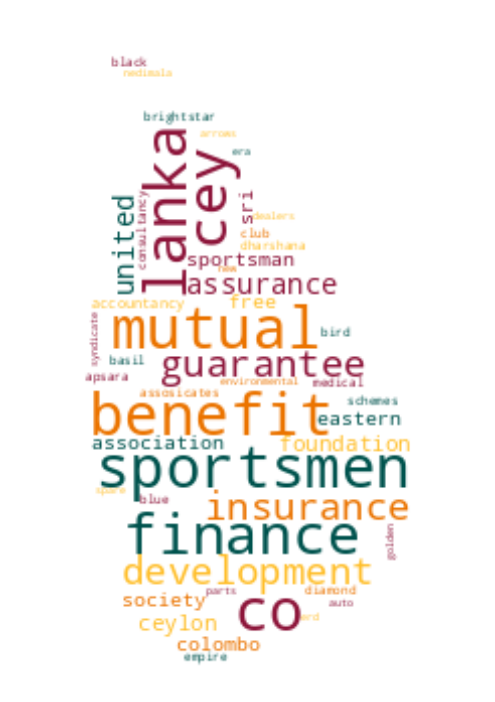 black
nedimala
brightstar
arrows
era
lanka
cey
united
consultancy
sri
dealers
club
dharshana
sportsman
new
assurance
accountancy
free
mutual
bird
syndicate
basil
guarantee
apsara
environmental
medical
assosicates
schemes
benefit
eastern
association
foundation
sportsmen
spare
blue
insurance
finance
golden
development
parts
diamond
society
co
auto
ceylon
erd
colombo
empire